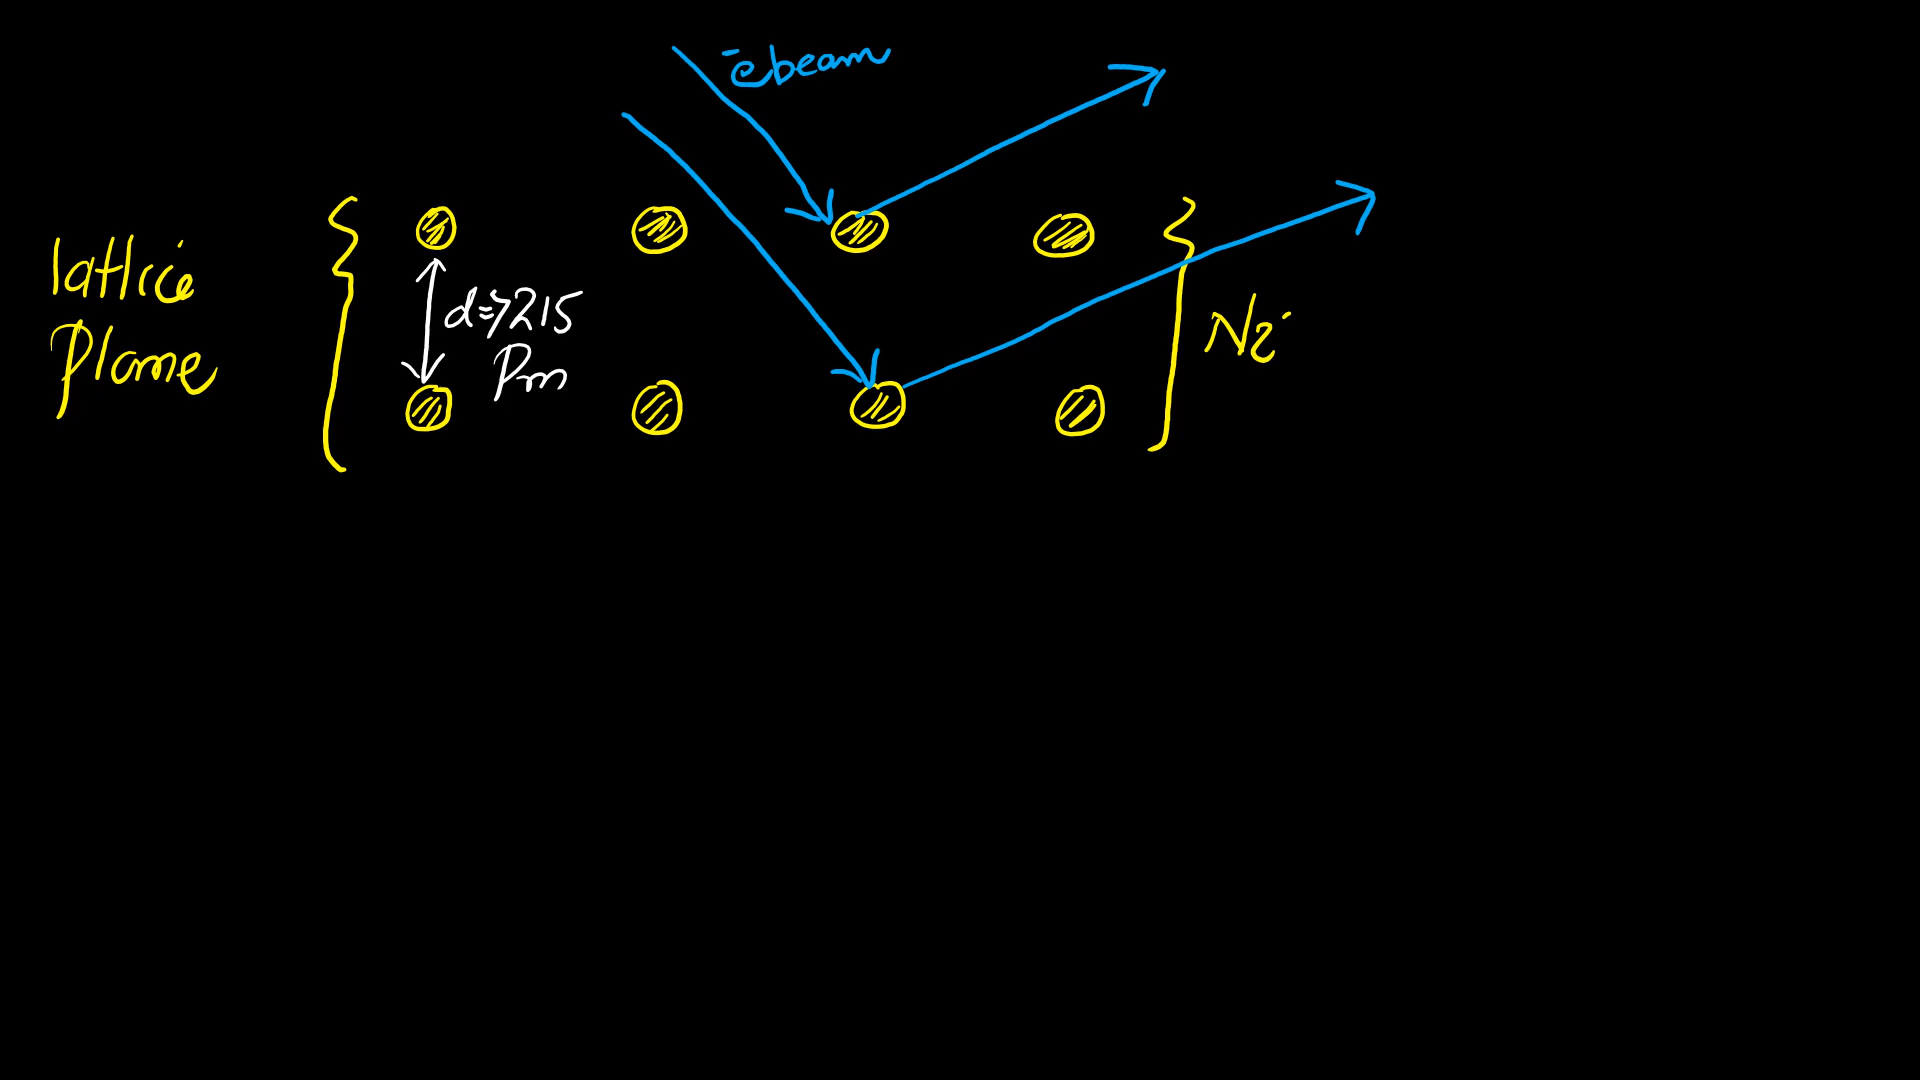 ē beam
lattice
Plane
d⇒215
Pm
Ni